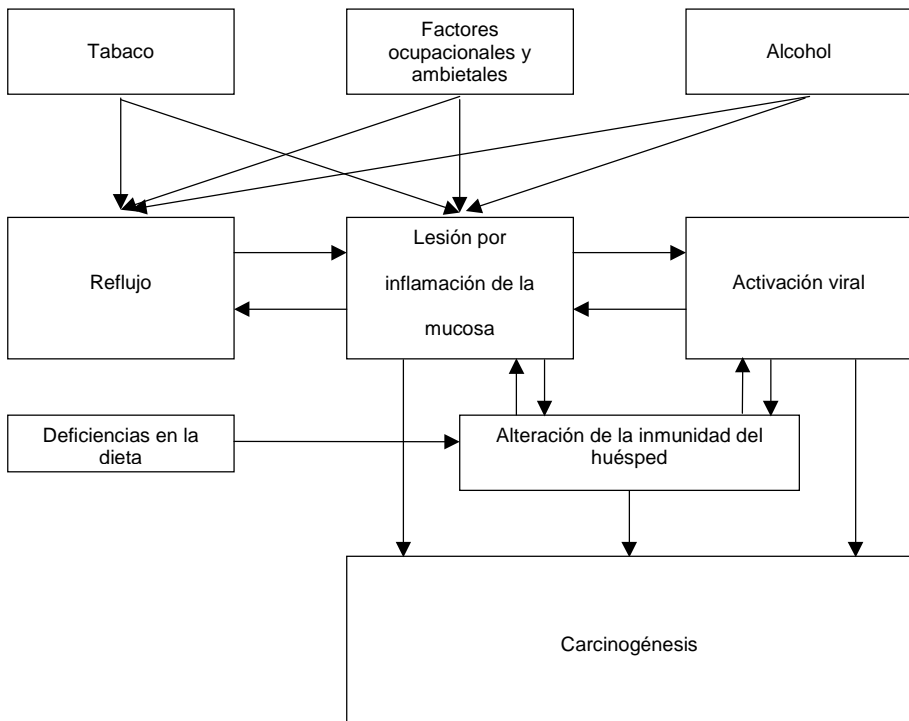 Tabaco
Factores
ocupacionales y
ambietales
Alcohol
Reflujo
Lesión por
inflamación de la
mucosa
Activación viral
Deficiencias en la
dieta
Alteración de la inmunidad del
huésped
Carcinogénesis